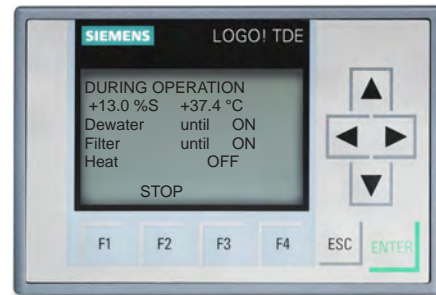 SIEMENS LOGO! TDE
DURING OPERATION
+13.0 %S +37.4 °C
Dewater until ON
Filter until ON
Heat OFF
STOP
F1 F2 F3 F4 ESC ENTER